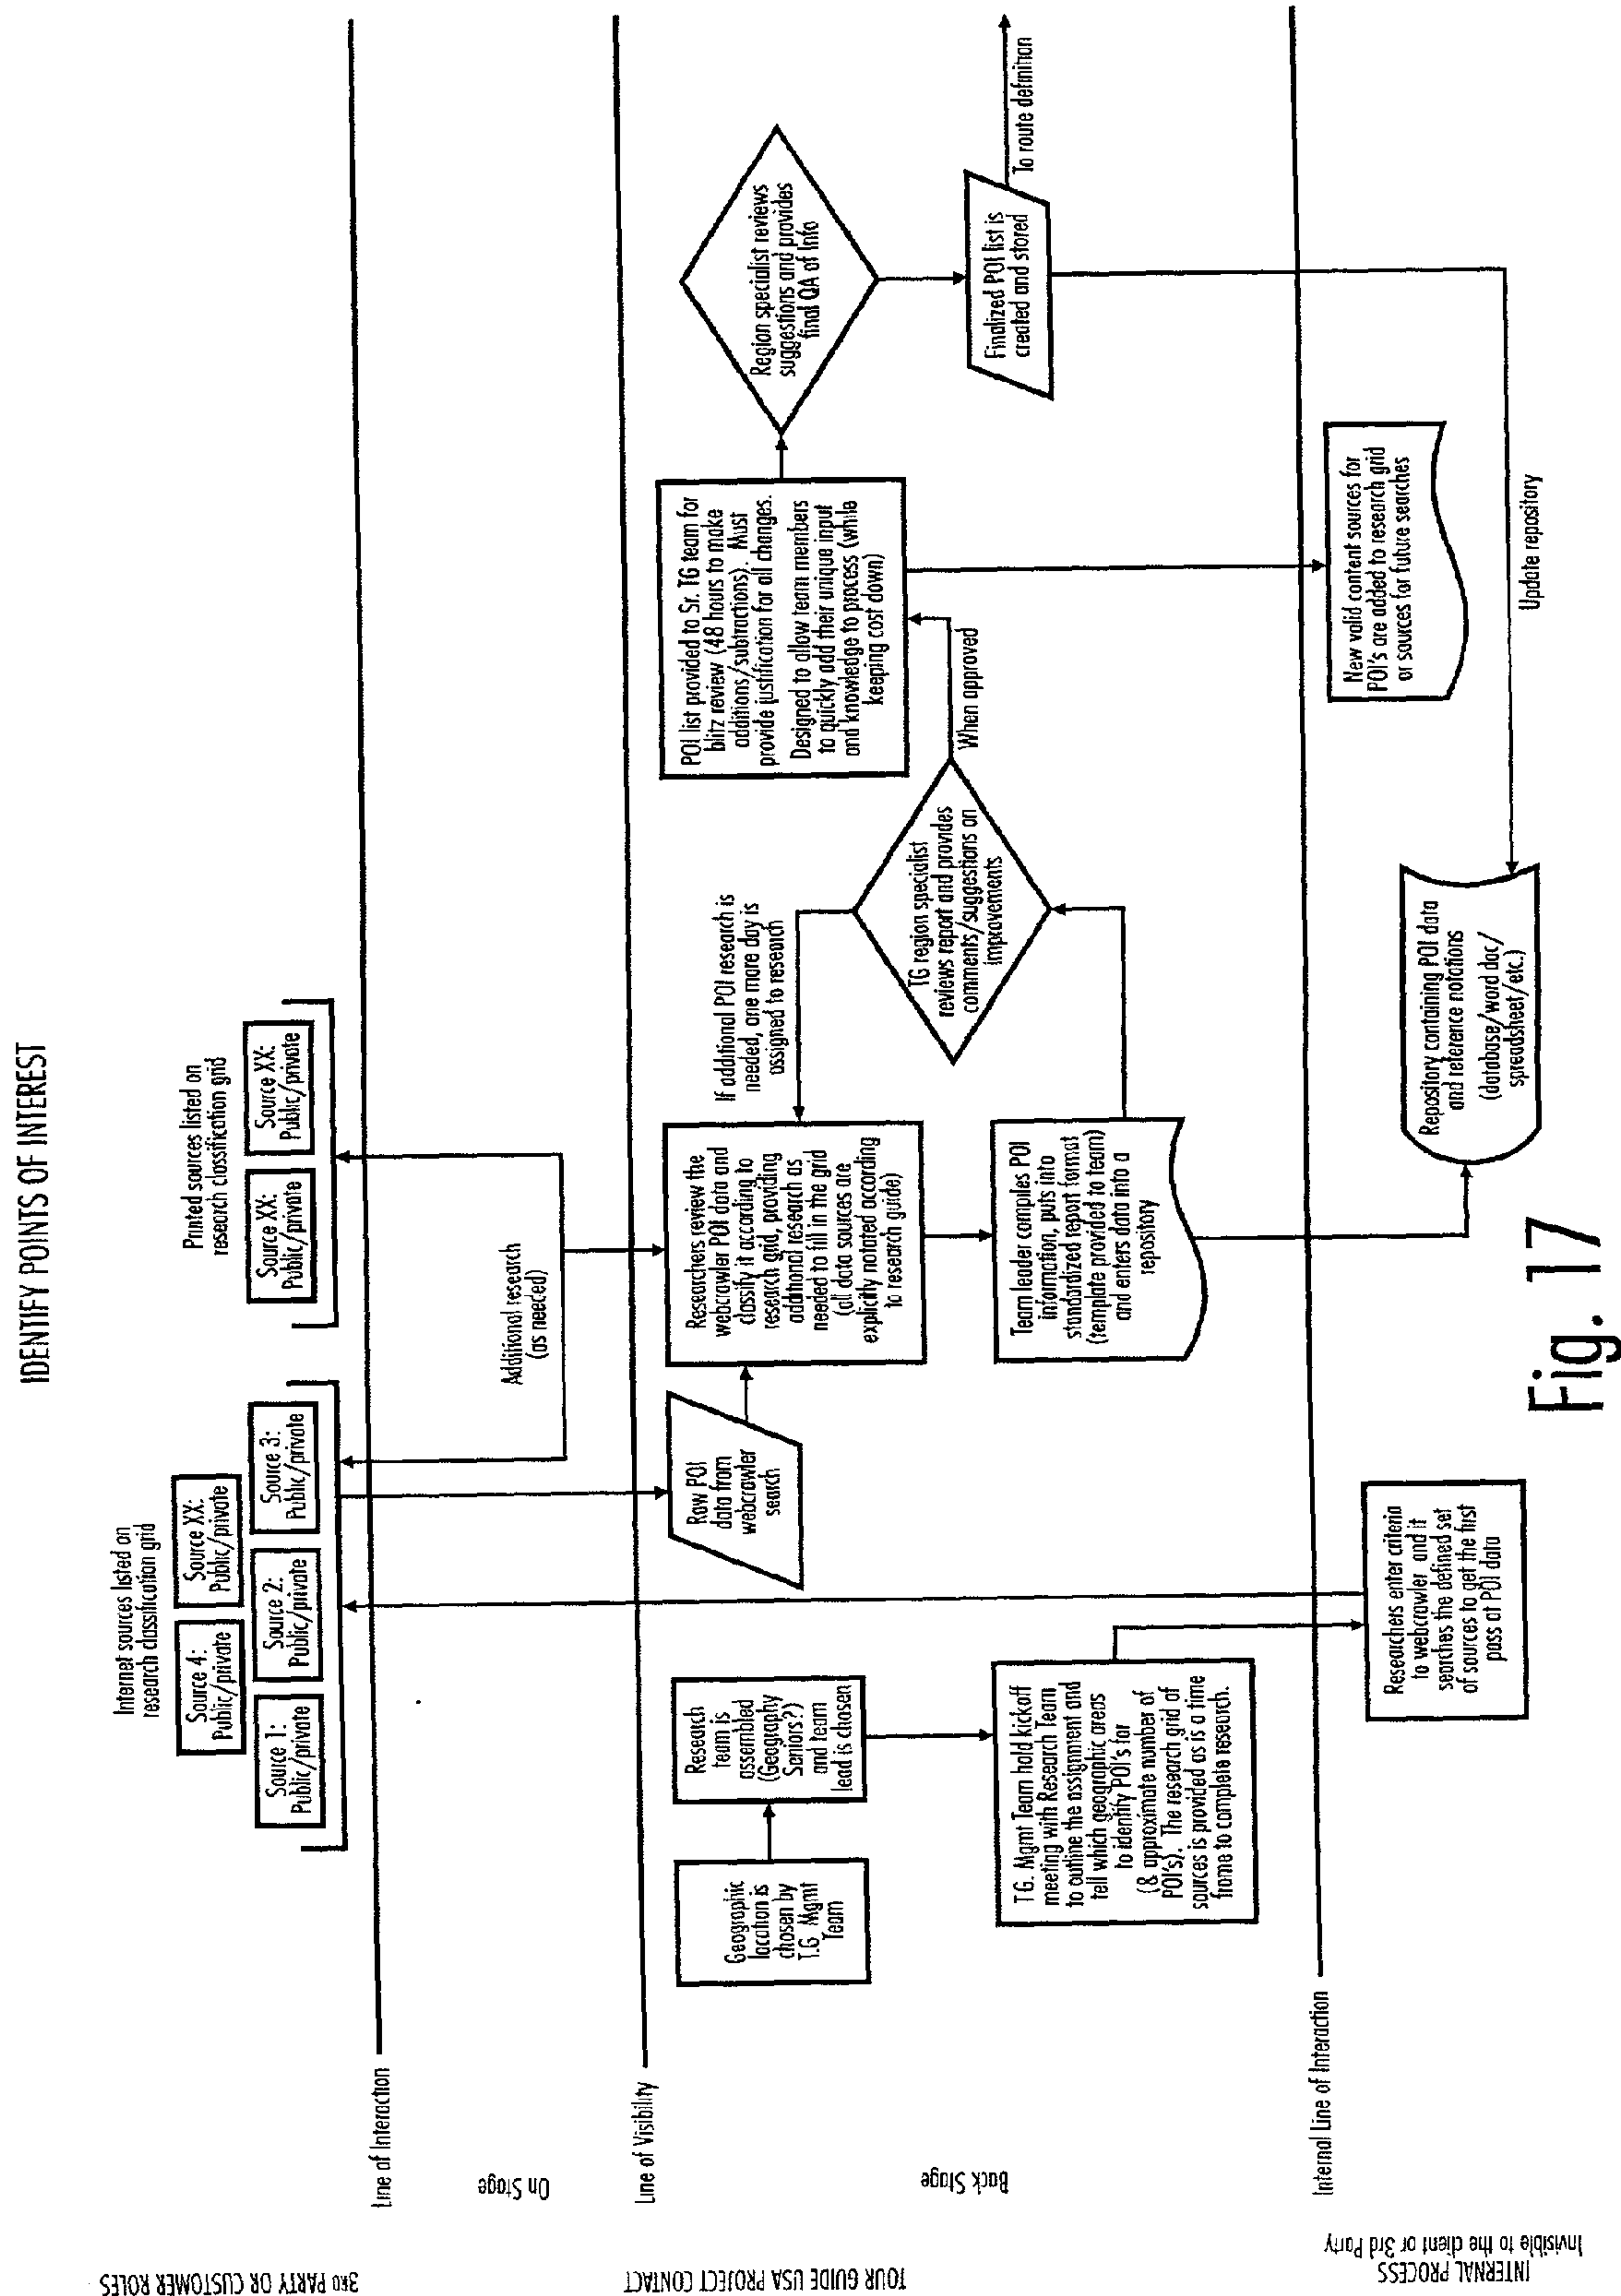 IDENTIFY POINTS OF INTEREST
3RD PARTY OR CUSTOMER ROLES
Internet sources listed on
research classification grid
Source 4:
Public/private
Source XX:
Public/private
Source 1:
Public/private
Source 2:
Public/private
Source 3:
Public/private
Printed sources listed on
research classification grid
Source XX:
Public/private
Source XX:
Public/private
Line of Interaction
On Stage
Additional research
(as needed)
Line of Visibility
TOUR GUIDE USA PROJECT CONTACT
Back Stage
Geographic
location is
chosen by
T.G Mgmt
Team
Research
team is
assembled
(Geography
Seniors?)
and team
lead is chosen
T.G. Mgmt Team hold kickoff
meeting with Research Team
to outline the assignment and
tell which geographic areas
to identify POI's for
(& approximate number of
POI's). The research grid of
sources is provided as is a time
frame to complete research.
Raw POI
data from
webcrawler
search
Researchers review the
webcrawler POI data and
classify it according to
research grid, providing
additional research as
needed to fill in the grid
(all data sources are
explicitly notated according
to research guide)
Team leader compiles POI
information, puts into
standardized report format
(template provided to team)
and enters data into a
repository
If additional POI research is
needed, one more day is
assigned to research
TG region specialist
reviews report and provides
comments/suggestions on
improvements
When approved
POI list provided to Sr. TG team for
blitz review (48 hours to make
additions/subtractions). Must
provide justification for all changes.
Designed to allow team members
to quickly add their unique input
and knowledge to process (while
keeping cost down)
Region specialist reviews
suggestions and provides
final QA of Info
Finalized POI list is
created and stored
To route definition
Internal Line of Interaction
INTERNAL PROCESS
Invisible to the client or 3rd Party
Researchers enter criteria
to webcrawler and it
searches the defined set
of sources to get the first
pass at POI data
Repository containing POI data
and reference notations
(database/word doc/
spreadsheet/etc.)
New valid content sources for
POI's are added to research grid
or sources for future searches
Update repository
Fig. 17